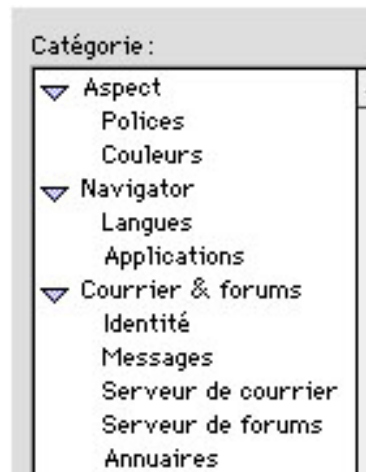 Catégorie :
Aspect
Polices
Couleurs
Navigator
Langues
Applications
Courrier & forums
Identité
Messages
Serveur de courrier
Serveur de forums
Annuaires